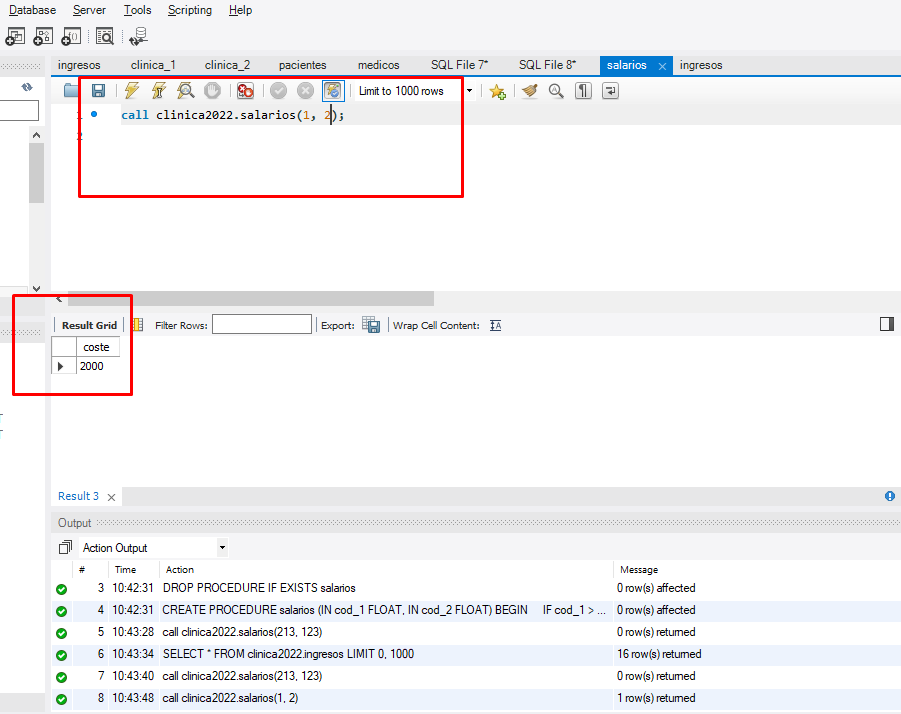 Database Server Tools Scripting Help
ingresos clinica_1 clinica_2 pacientes medicos SQL File 7* SQL File 8* salarios ingresos
Limit to 1000 rows
1 call clinica2022.salarios(1, 2);
2
Result Grid Filter Rows: Export: Wrap Cell Content: IA
coste
2000
Result 3
Output
Action Output
# Time Action Message
3 10:42:31 DROP PROCEDURE IF EXISTS salarios 0 row(s) affected
4 10:42:31 CREATE PROCEDURE salarios (IN cod_1 FLOAT, IN cod_2 FLOAT) BEGIN IF cod_1 > ... 0 row(s) affected
5 10:43:28 call clinica2022.salarios(213, 123) 0 row(s) returned
6 10:43:34 SELECT * FROM clinica2022.ingresos LIMIT 0, 1000 16 row(s) returned
7 10:43:40 call clinica2022.salarios(213, 123) 0 row(s) returned
8 10:43:48 call clinica2022.salarios(1, 2) 1 row(s) returned